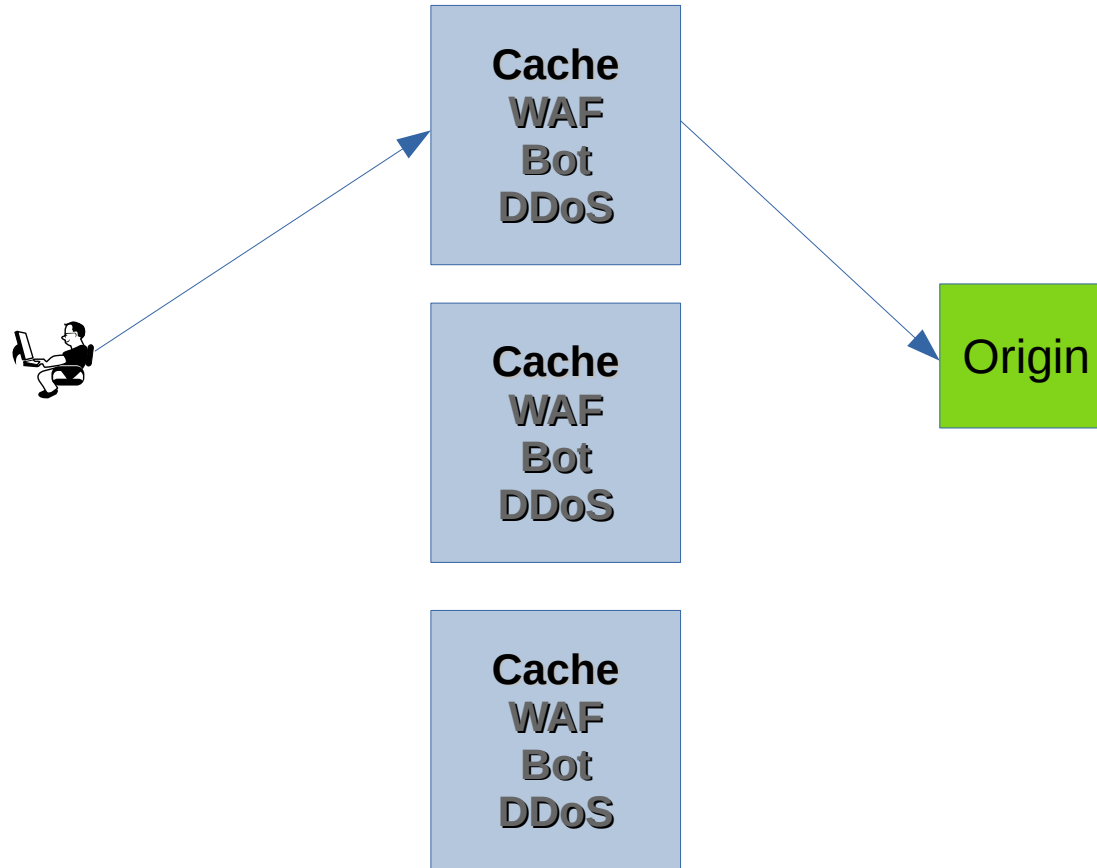 Cache
WAF
Bot
DDoS
Cache
WAF
Bot
DDoS
Origin
Cache
WAF
Bot
DDoS